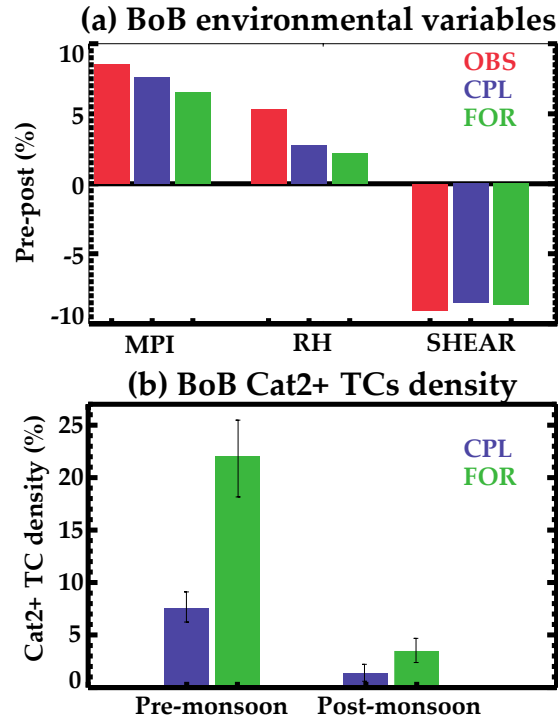 (a) BoB environmental variables
10
5
0
-5
-10
Pre-post (%)
OBS
CPL
FOR
MPI RH SHEAR
(b) BoB Cat2+ TCs density
25
20
15
10
5
0
Cat2+ TC density (%)
CPL
FOR
Pre-monsoon Post-monsoon